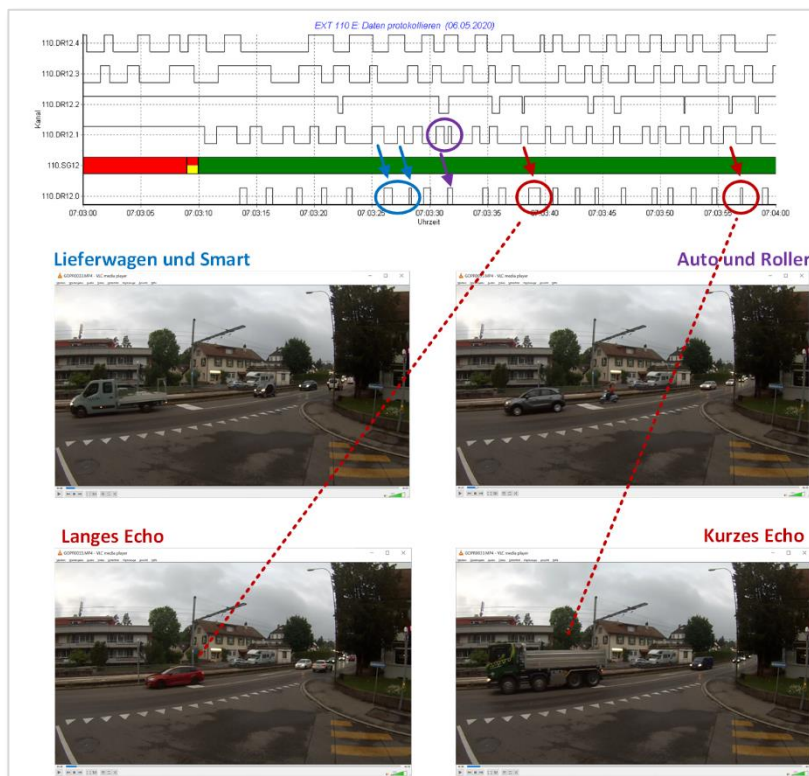 EXT 110 E: Daten protokollieren (06.05.2020)
110.DR12.4
110.DR12.3
110.DR12.2
Kanal
110.DR12.1
110.SG12
110.DR12.0
07:03:00 07:03:05 07:03:10 07:03:15 07:03:20 07:03:25 07:03:30 07:03:35 07:03:40 07:03:45 07:03:50 07:03:55 07:04:00
Uhrzeit
Lieferwagen und Smart
Auto und Roller
Langes Echo
Kurzes Echo